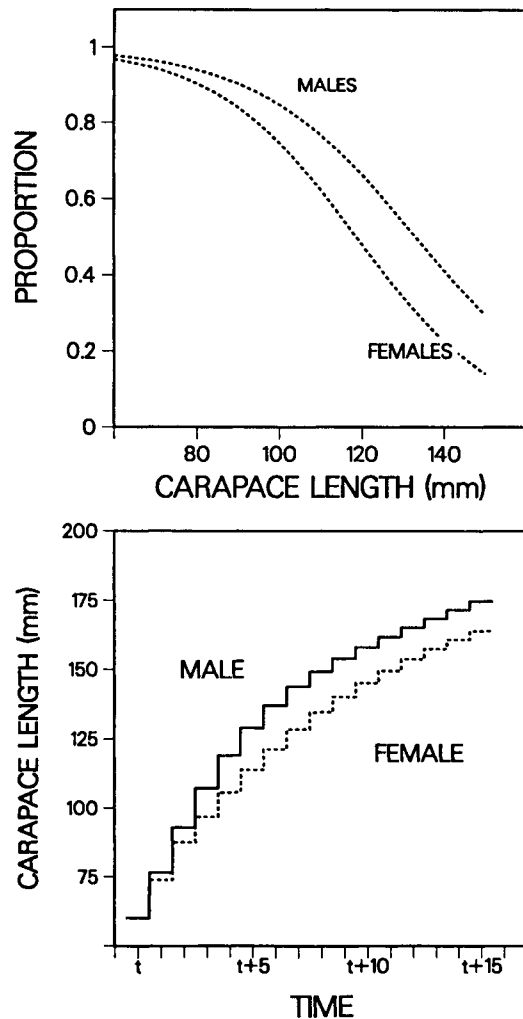 1
0.8
0.6
0.4
0.2
0
PROPORTION
MALES
FEMALES
80 100 120 140
CARAPACE LENGTH (mm)
200
175
150
125
100
75
CARAPACE LENGTH (mm)
MALE
FEMALE
t t+5 t+10 t+15
TIME